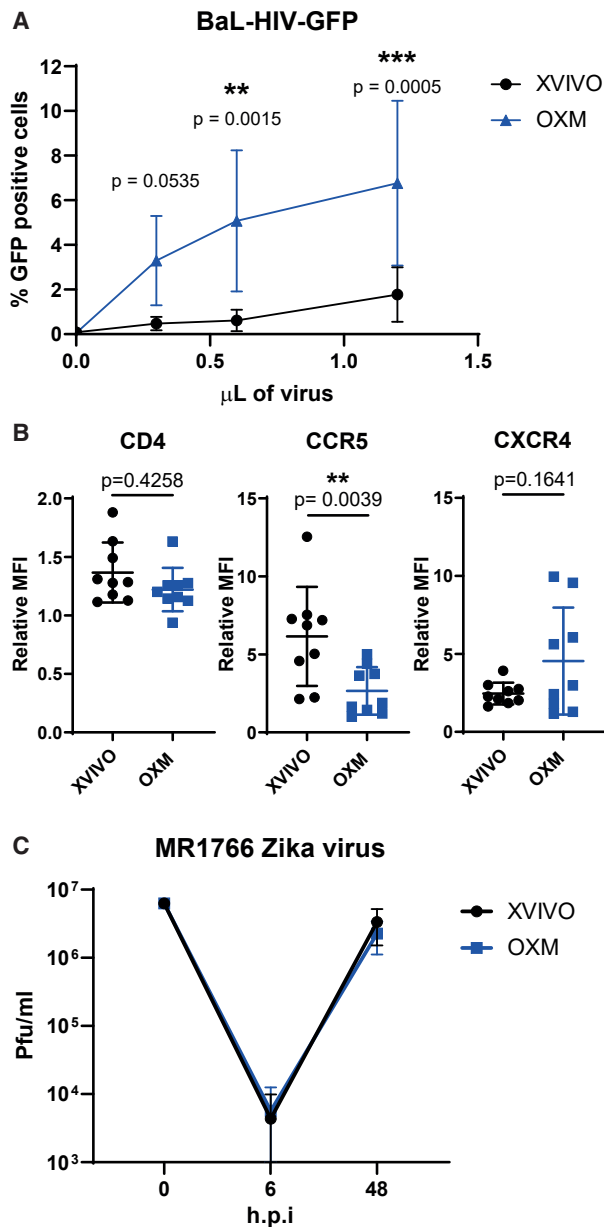 A
BaL-HIV-GFP
% GFP positive cells
12
10
8
6
4
2
0
0.0
0.5
1.0
1.5
µL of virus
p = 0.0535
**
p = 0.0015
***
p = 0.0005
XVIVO
OXM
B
CD4
p=0.4258
Relative MFI
2.0
1.5
1.0
0.5
0.0
XVIVO
OXM
CCR5
**
p= 0.0039
Relative MFI
15
10
5
0
XVIVO
OXM
CXCR4
p=0.1641
Relative MFI
15
10
5
0
XVIVO
OXM
C
MR1766 Zika virus
Pfu/ml
10⁷
10⁶
10⁵
10⁴
10³
0
6
48
h.p.i
XVIVO
OXM